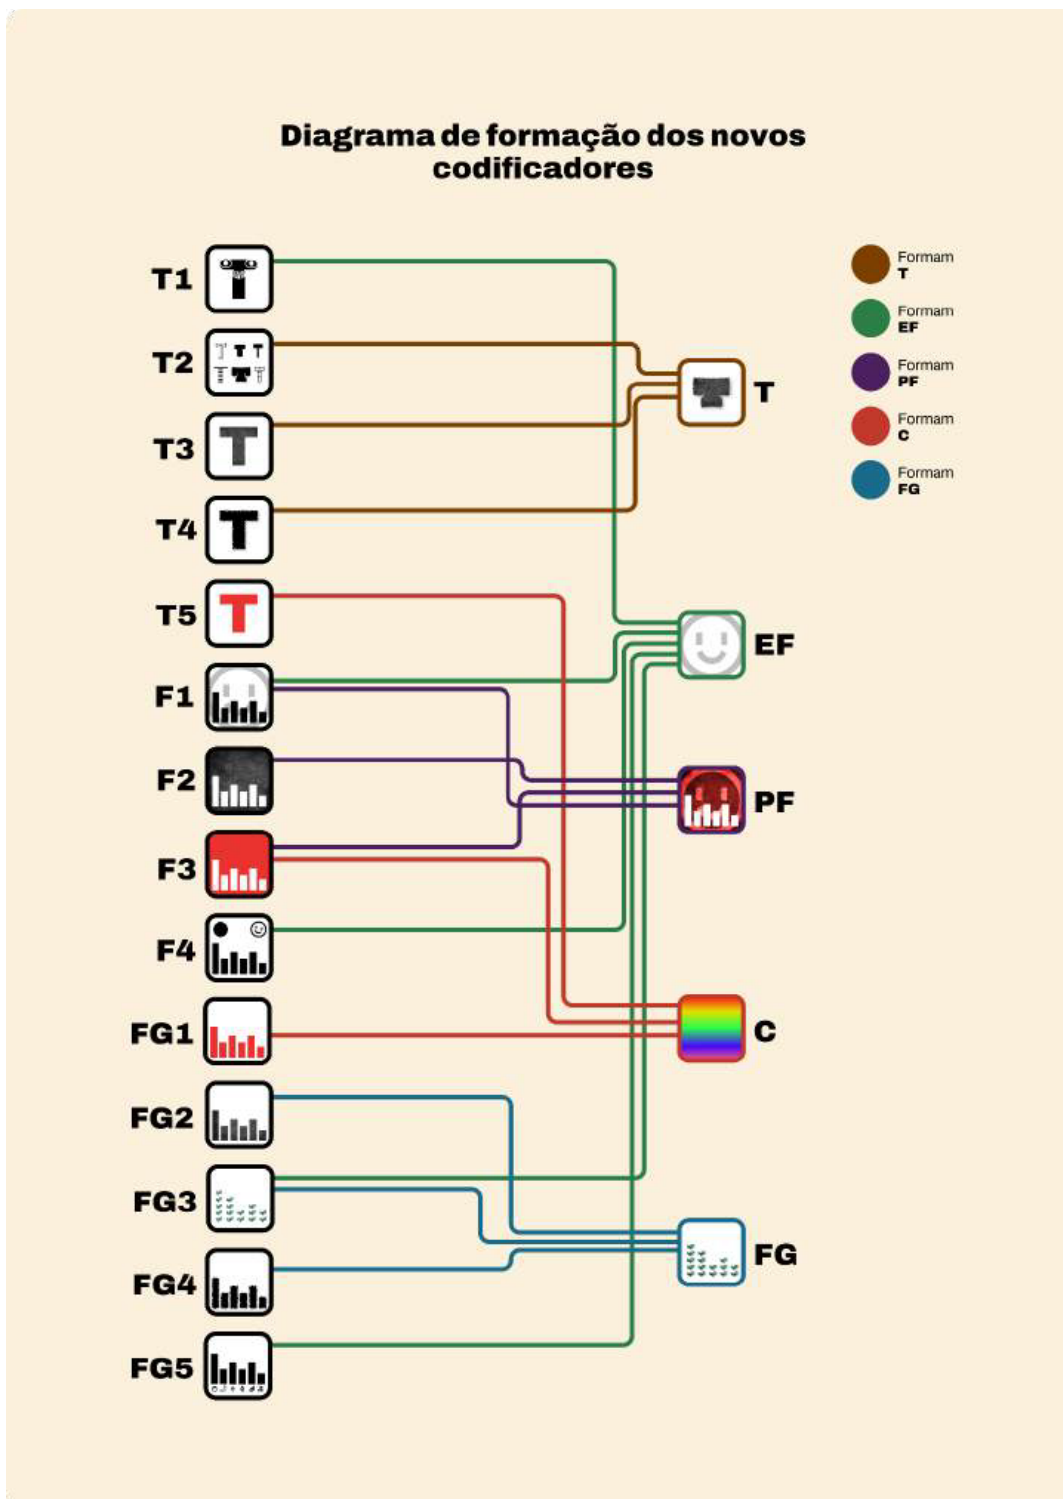 Diagrama de formação dos novos
codificadores
T1
T2
T3
T4
T5
F1
F2
F3
F4
FG1
FG2
FG3
FG4
FG5
T
EF
PF
C
FG
Formam
T
Formam
EF
Formam
PF
Formam
C
Formam
FG